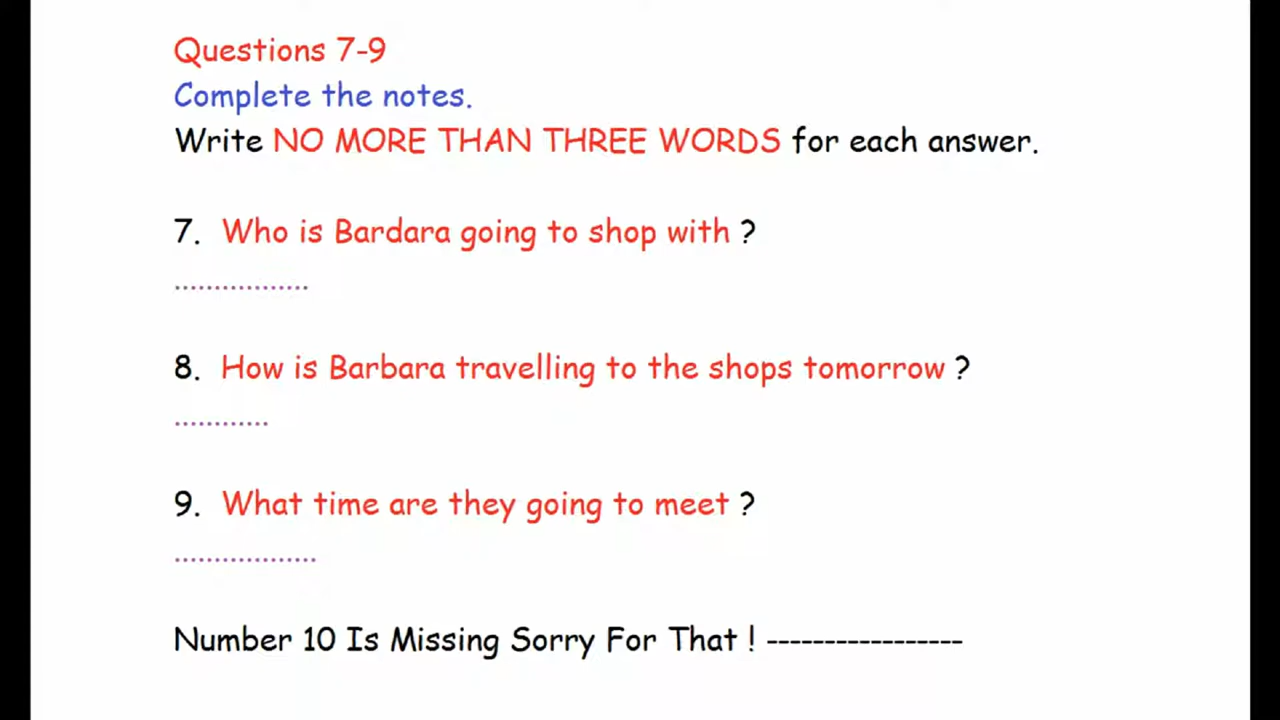 Questions 7-9
Complete the notes.
Write NO MORE THAN THREE WORDS for each answer.
7. Who is Bardara going to shop with ?
.................
8. How is Barbara travelling to the shops tomorrow ?
............
9. What time are they going to meet ?
..................
Number 10 Is Missing Sorry For That ! -----------------